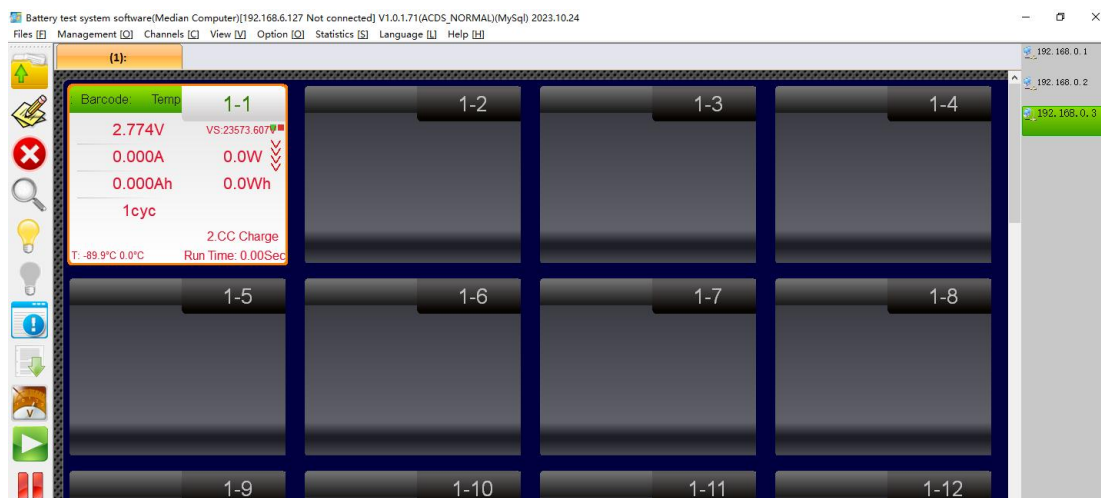 Battery test system software(Median Computer)[192.168.6.127 Not connected] V1.0.1.71(ACDS_NORMAL)(MySql) 2023.10.24
Files [F] Management [O] Channels [C] View [V] Option [O] Statistics [S] Language [L] Help [H]
(1):
192.168.0.1
192.168.0.2
192.168.0.3
: Barcode: Temp
1-1
2.774V
VS:23573.607
0.000A
0.0W
0.000Ah
0.0Wh
1cyc
2.CC Charge
T: -89.9°C 0.0°C
Run Time: 0.00Sec
1-2
1-3
1-4
1-5
1-6
1-7
1-8
1-9
1-10
1-11
1-12
V